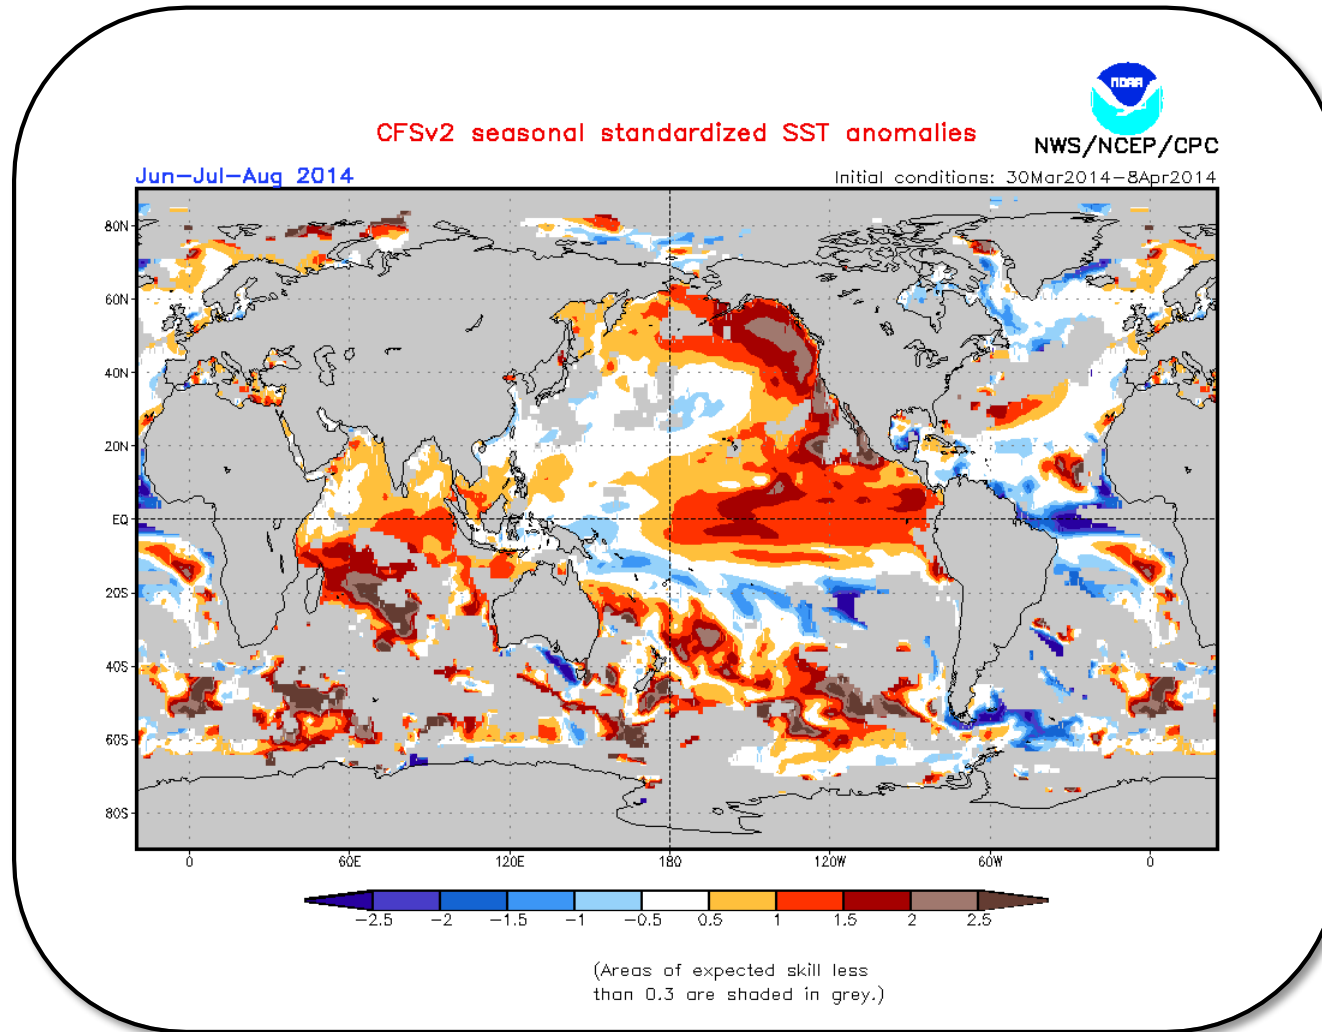 NOAA
CFSv2 seasonal standardized SST anomalies
NWS/NCEP/CPC
Jun-Jul-Aug 2014
Initial conditions: 30Mar2014-8Apr2014
80N
60N
40N
20N
EQ
20S
40S
60S
80S
0 60E 120E 180 120W 60W 0
-2.5 -2 -1.5 -1 -0.5 0.5 1 1.5 2 2.5
(Areas of expected skill less
than 0.3 are shaded in grey.)